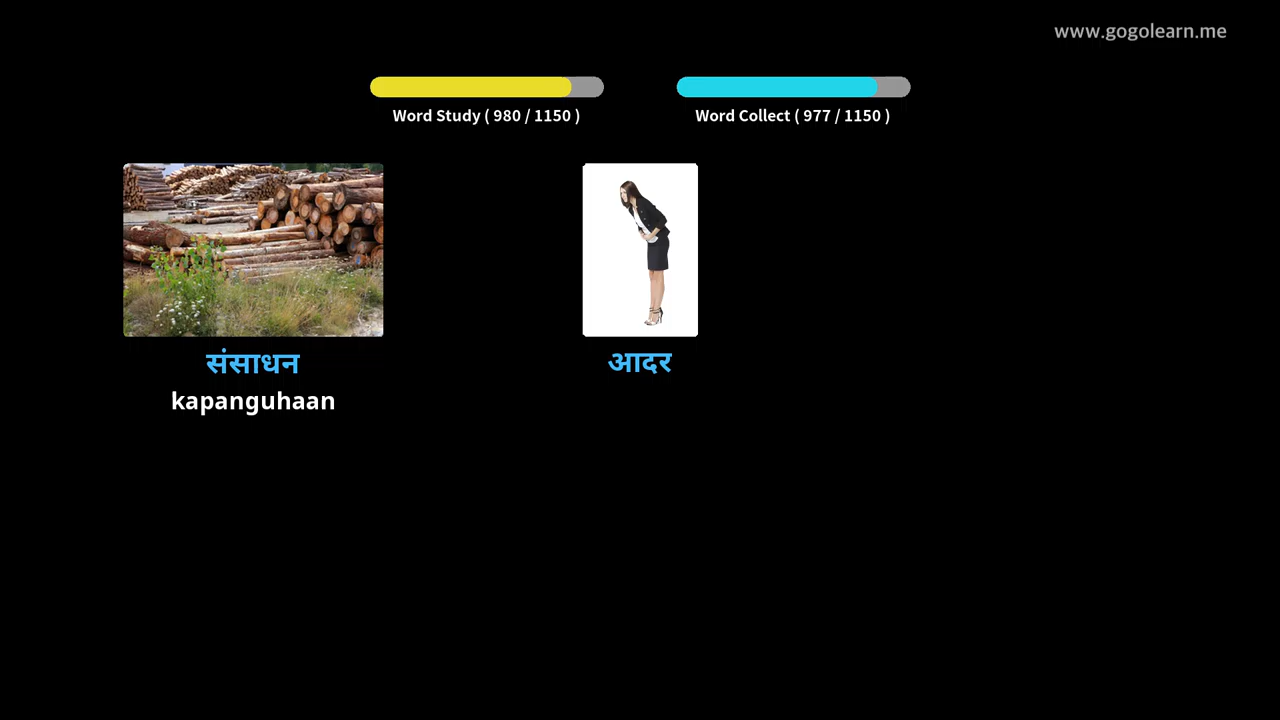 www.gogolearn.me
Word Study ( 980 / 1150 )
Word Collect ( 977 / 1150 )
संसाधन
kapanguhaan
आदर